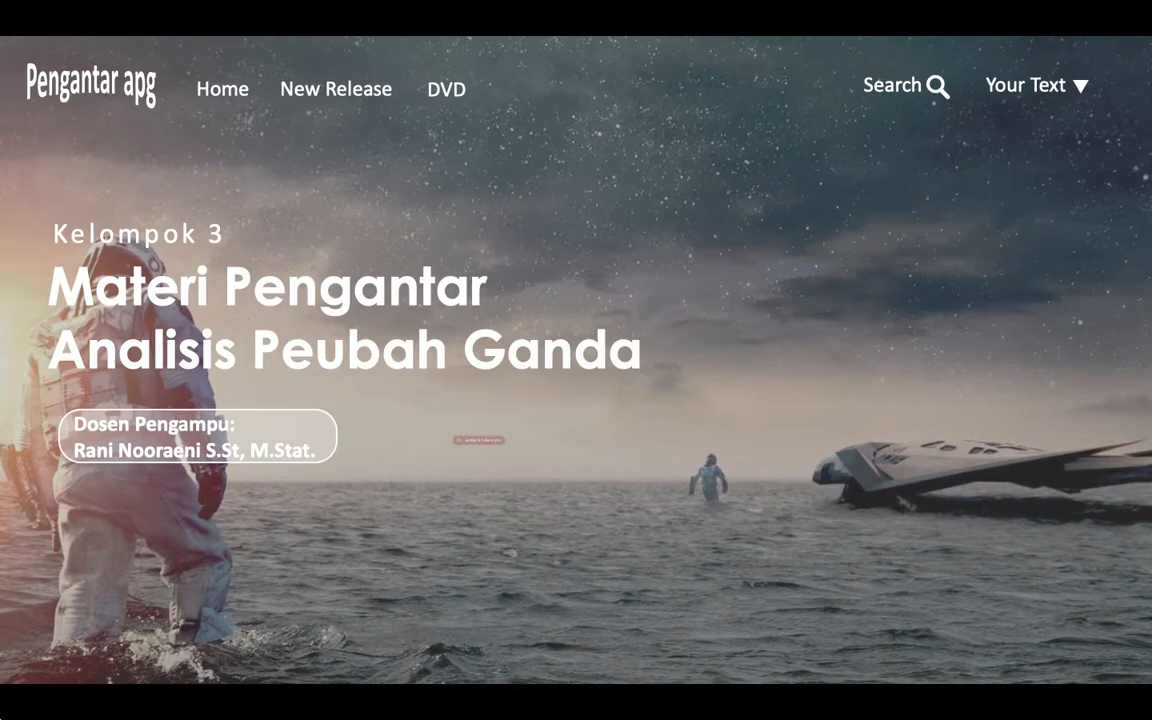 Pengantar apg
Home New Release DVD
Search Your Text
Kelompok 3
Materi Pengantar
Analisis Peubah Ganda
Dosen Pengampu:
Rani Nooraeni S.St, M.Stat.